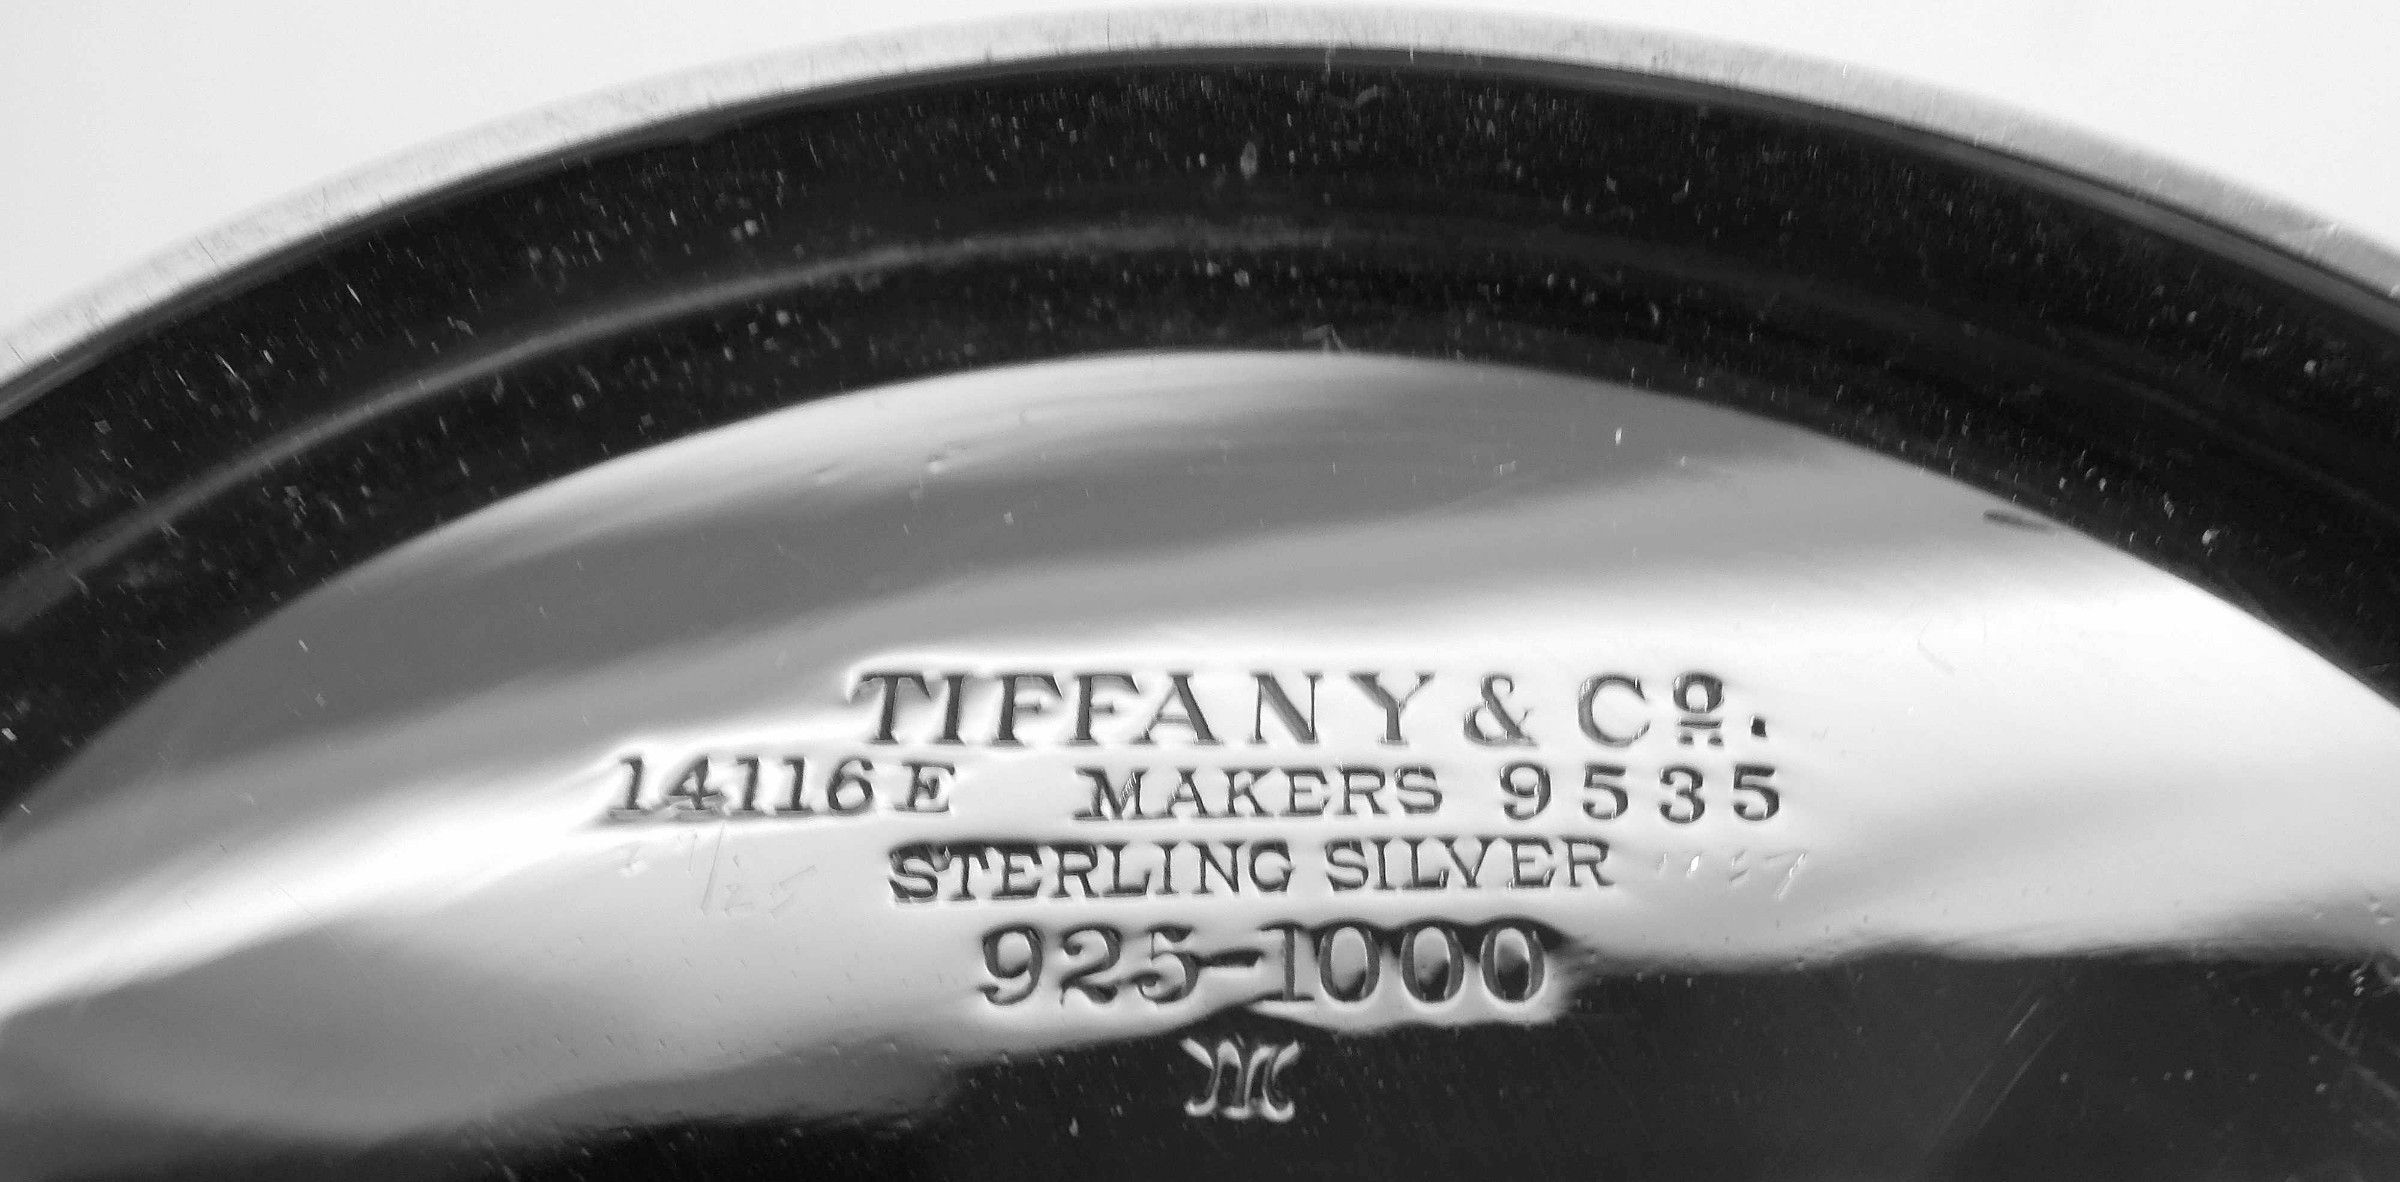 TIFFANY & Cº.
14116E MAKERS 9535
STERLING SILVER
925-1000
M